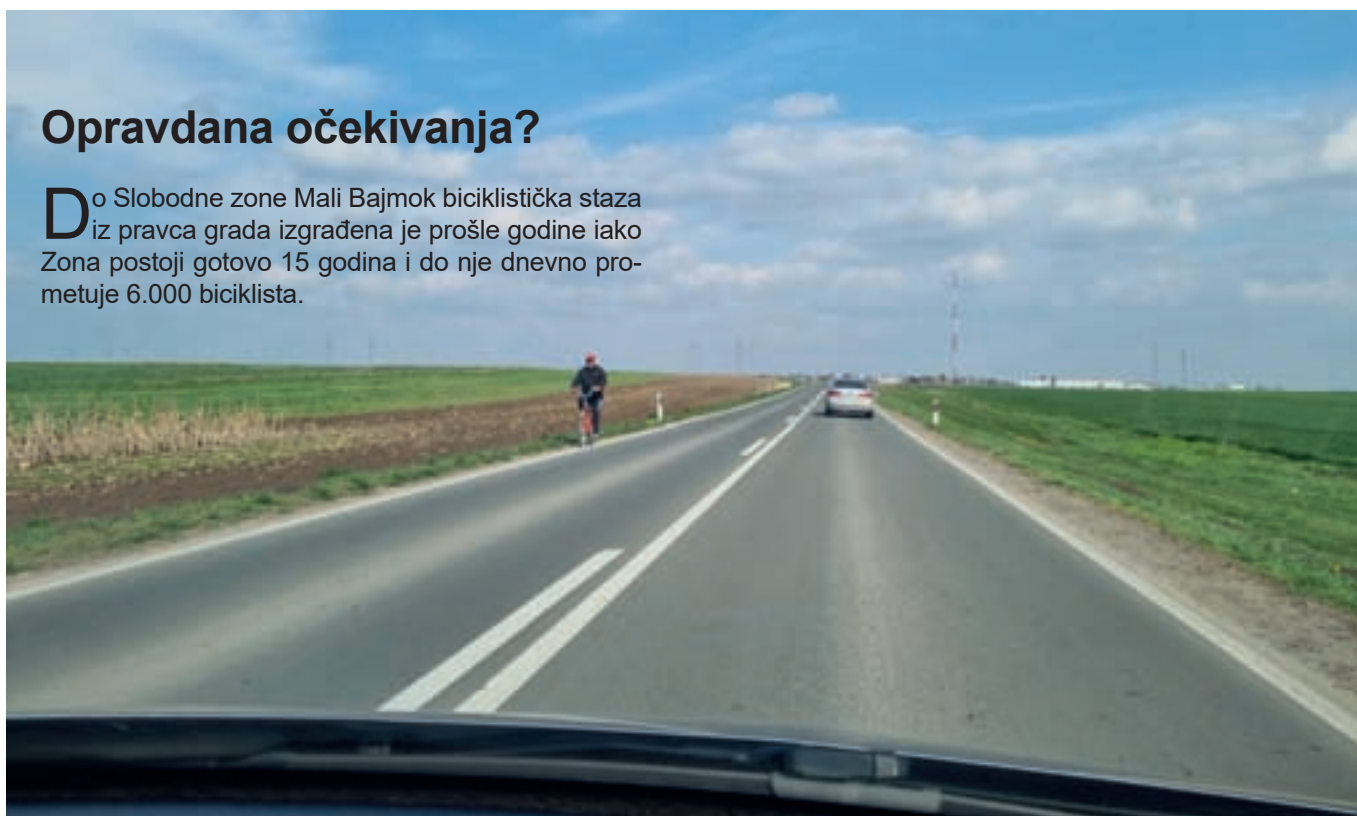 Opravdana očekivanja?
Do Slobodne zone Mali Bajmok biciklistička staza
iz pravca grada izgrađena je prošle godine iako
Zona postoji gotovo 15 godina i do nje dnevno pro-
metuje 6.000 biciklista.